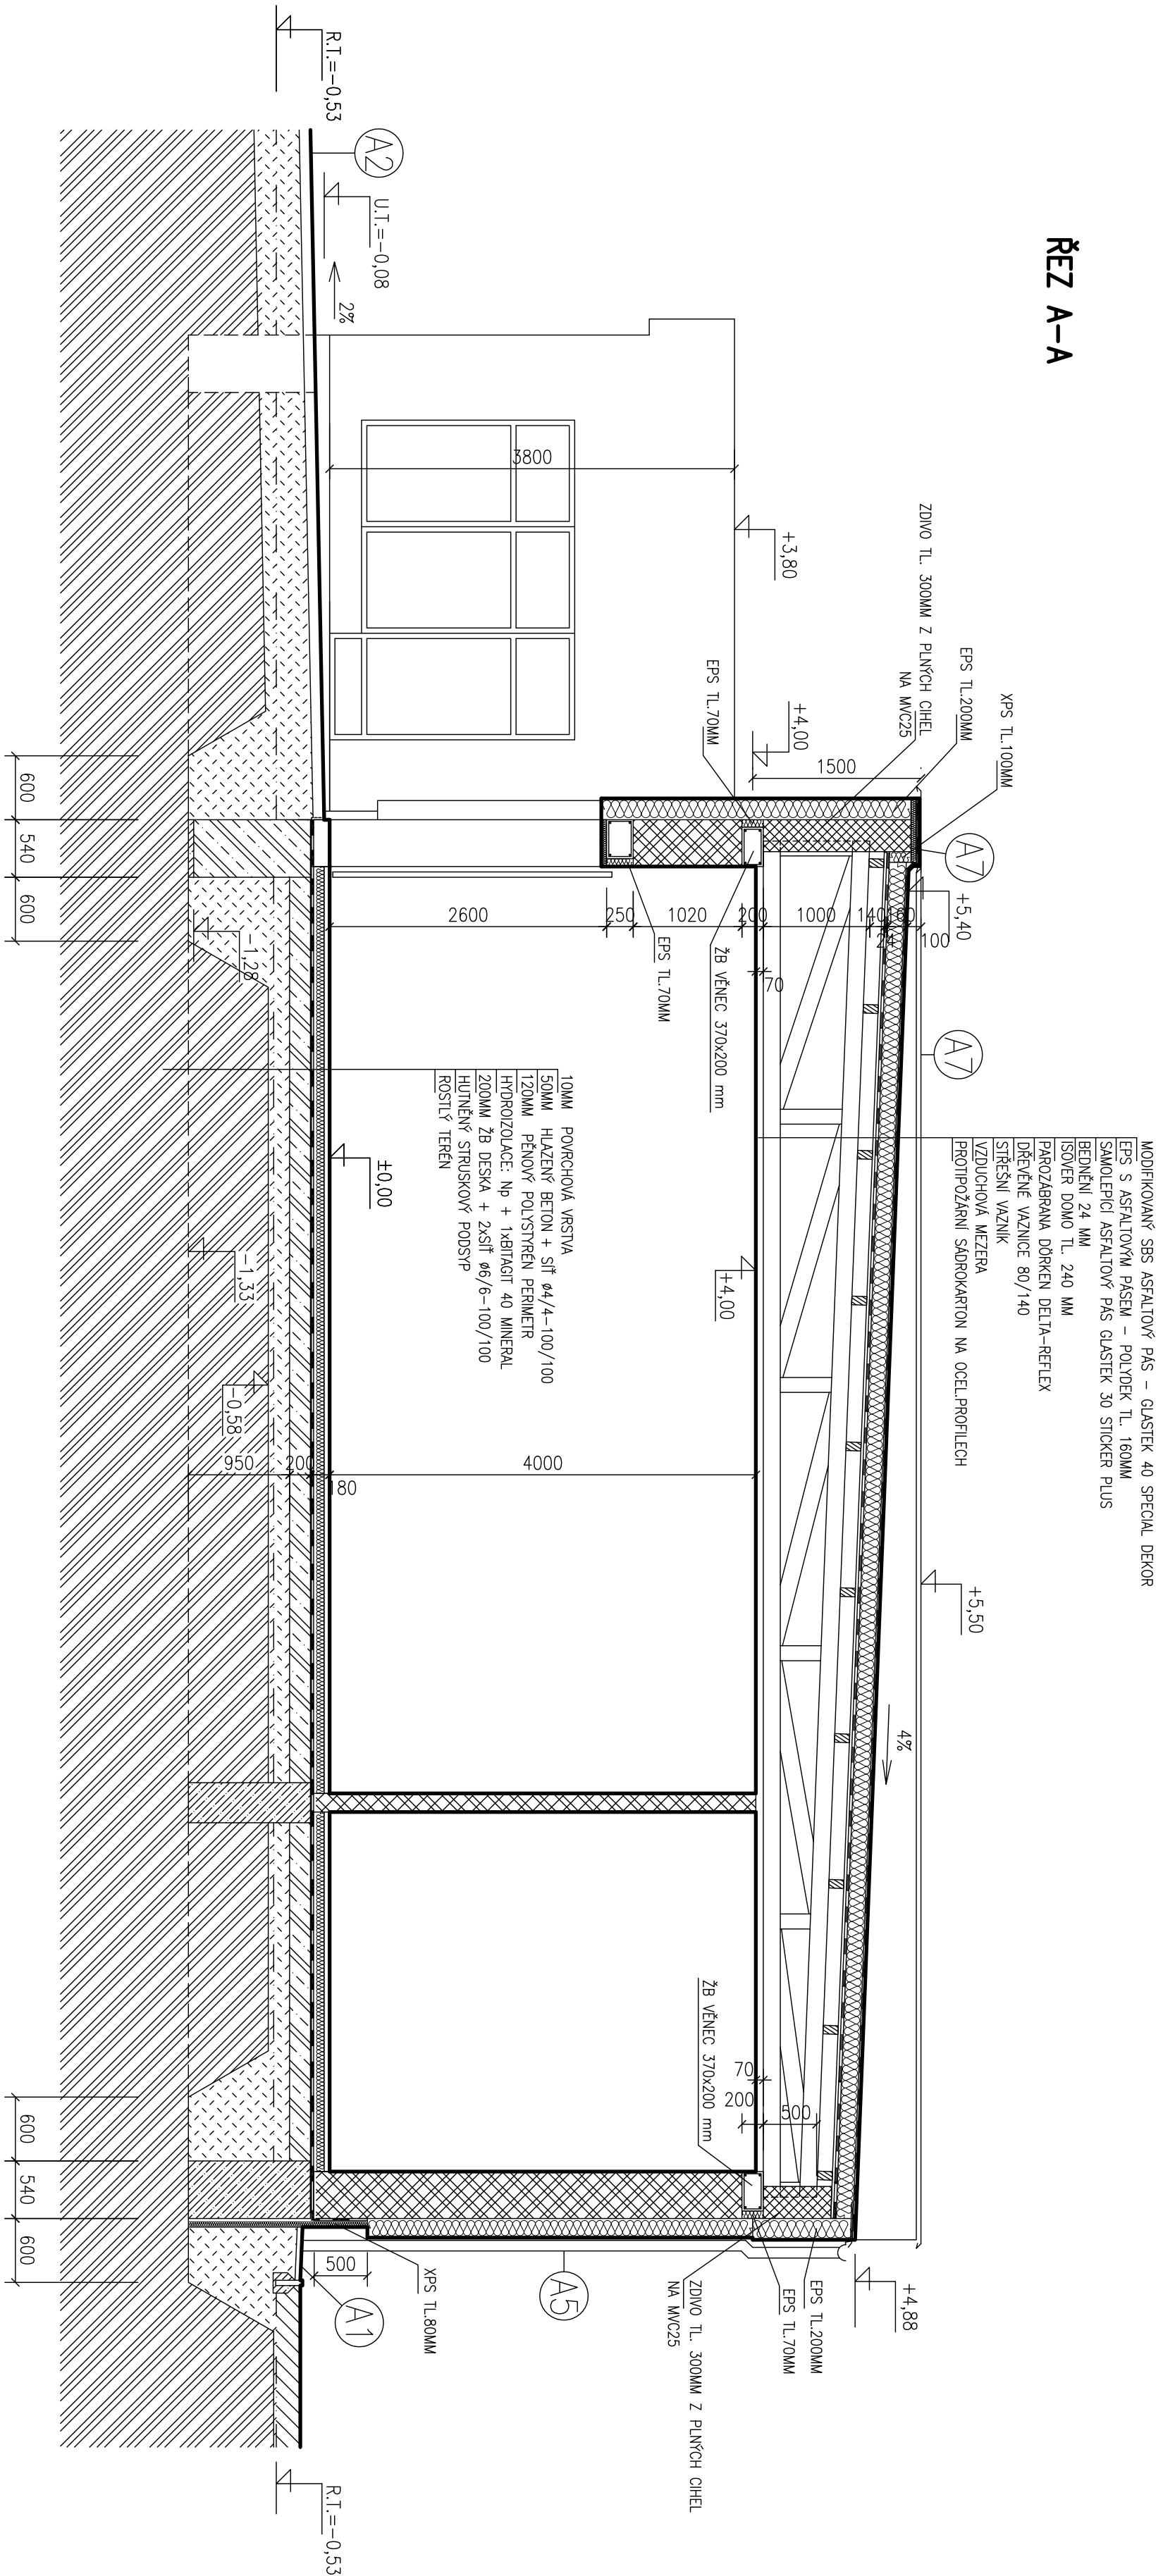 ŘEZ A-A
MODIFIKOVANÝ SBS ASFALTOVÝ PÁS - GLASTEK 40 SPECIAL DEKOR
EPS S ASFALTOVÝM PÁSEM - POLYDEK TL. 160MM
SAMOLEPÍCÍ ASFALTOVÝ PÁS GLASTEK 30 STICKER PLUS
BEDNĚNÍ 24 MM
ISOVER DOMO TL. 240 MM
PAROZÁBRANA DÖRKEN DELTA-REFLEX
DŘEVĚNÉ VAZNICE 80/140
STŘEŠNÍ VAZNÍK
VZDUCHOVÁ MEZERA
PROTIPOŽÁRNÍ SÁDROKARTON NA OCEL.PROFILECH
XPS TL.100MM
EPS TL.200MM
ZDIVO TL. 300MM Z PLNÝCH CIHEL
NA MVC25
EPS TL.70MM
A7
A7
+5,40
+5,50
4%
+4,88
+3,80
+4,00
1500
3800
100
160
24
140
1000
200
1020
250
2600
70
ŽB VĚNEC 370x200 mm
EPS TL.70MM
+4,00
4000
180
200
950
10MM POVRCHOVÁ VRSTVA
50MM HLAZENÝ BETON + SÍŤ ø4/4-100/100
120MM PĚNOVÝ POLYSTYRÉN PERIMETR
HYDROIZOLACE: Np + 1xBITAGIT 40 MINERAL
200MM ŽB DESKA + 2xSÍŤ ø6/6-100/100
HUTNĚNÝ STRUSKOVÝ PODSYP
ROSTLÝ TERÉN
±0,00
70
200
500
ŽB VĚNEC 370x200 mm
EPS TL.200MM
EPS TL.70MM
ZDIVO TL. 300MM Z PLNÝCH CIHEL
NA MVC25
A5
XPS TL.80MM
500
A1
R.T.=-0,53
A2
U.T.=-0,08
2%
R.T.=-0,53
-1,28
-1,33
-0,58
600
540
600
600
540
600